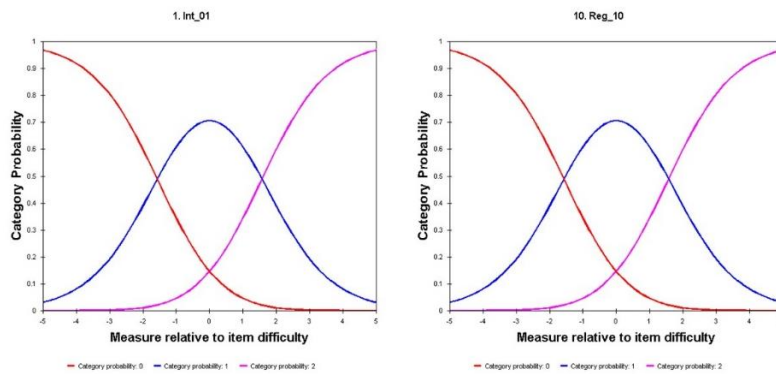 1. Int_01
Category Probability
1
0.9
0.8
0.7
0.6
0.5
0.4
0.3
0.2
0.1
0
-5 -4 -3 -2 -1 0 1 2 3 4 5
Measure relative to item difficulty
Category probability: 0 Category probability: 1 Category probability: 2
10. Reg_10
Category Probability
1
0.9
0.8
0.7
0.6
0.5
0.4
0.3
0.2
0.1
0
-5 -4 -3 -2 -1 0 1 2 3 4
Measure relative to item difficulty
Category probability: 0 Category probability: 1 Category probability: 2